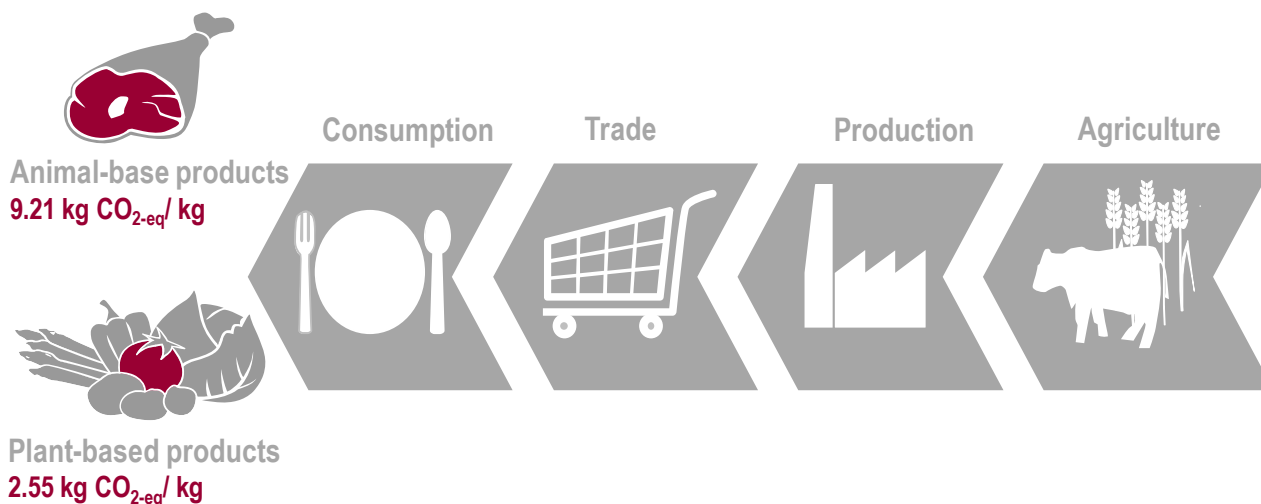 Consumption
Trade
Production
Agriculture
Animal-base products
9.21 kg CO2-eq/ kg
Plant-based products
2.55 kg CO2-eq/ kg